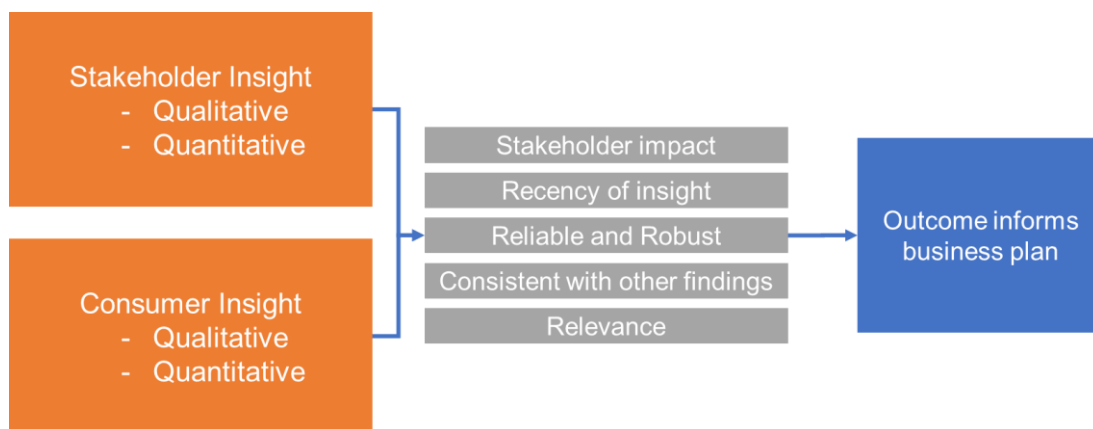 Stakeholder Insight
- Qualitative
- Quantitative
Consumer Insight
- Qualitative
- Quantitative
Stakeholder impact
Recency of insight
Reliable and Robust
Consistent with other findings
Relevance
Outcome informs
business plan